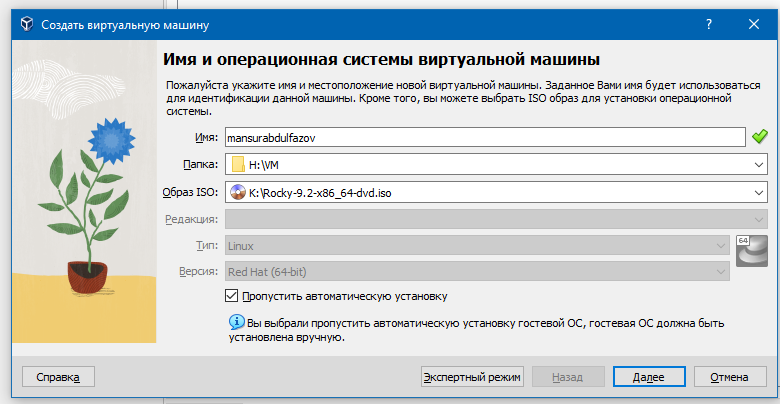 Создать виртуальную машину
Имя и операционная системы виртуальной машины
Пожалуйста укажите имя и местоположение новой виртуальной машины. Заданное Вами имя будет использоваться
для идентификации данной машины. Кроме того, вы можете выбрать ISO образ для установки операционной
системы.
Имя: mansurabdulfazov
Папка: H:\VM
Образ ISO: K:\Rocky-9.2-x86_64-dvd.iso
Редакция:
Тип: Linux 64
Версия: Red Hat (64-bit)
Пропустить автоматическую установку
Вы выбрали пропустить автоматическую установку гостевой ОС, гостевая ОС должна быть
установлена вручную.
Справка Экспертный режим Назад Далее Отмена